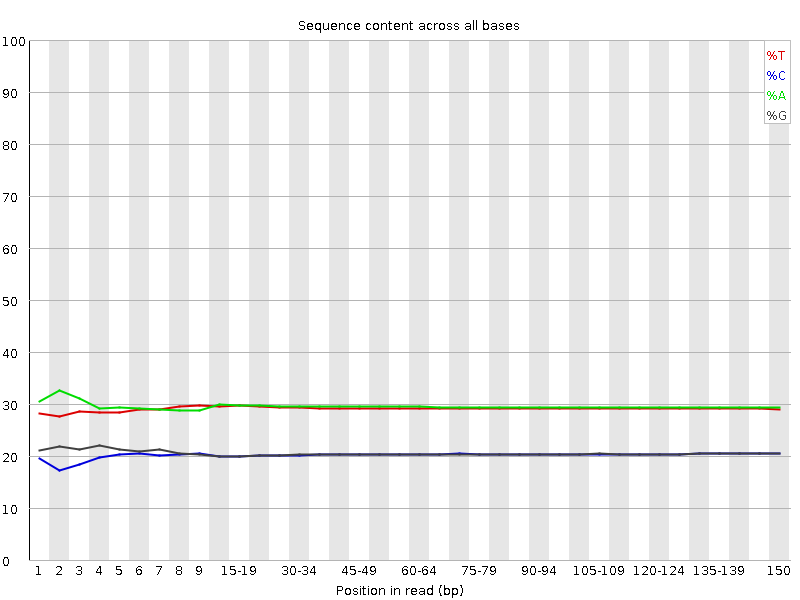 Sequence content across all bases
100
90
80
70
60
50
40
30
20
10
0
%T
%C
%A
%G
1 2 3 4 5 6 7 8 9 15-19 30-34 45-49 60-64 75-79 90-94 105-109 120-124 135-139 150
Position in read (bp)